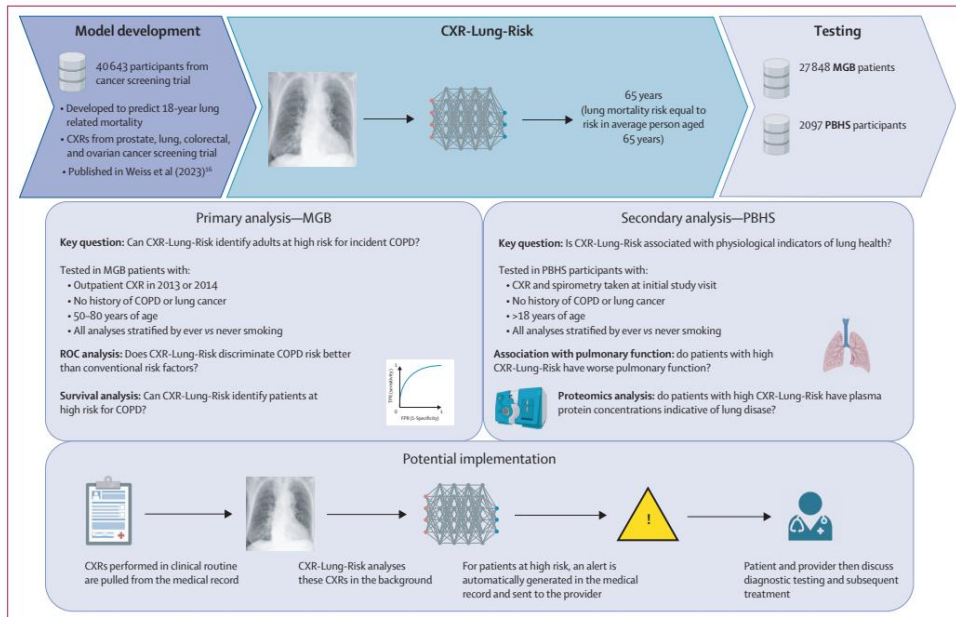 Model development
40 643 participants from
cancer screening trial
• Developed to predict 18-year lung
related mortality
• CXRs from prostate, lung, colorectal,
and ovarian cancer screening trial
• Published in Weiss et al (2023)16
CXR-Lung-Risk
65 years
(lung mortality risk equal to
risk in average person aged
65 years)
Testing
27 848 MGB patients
2097 PBHS participants
Primary analysis—MGB
Key question: Can CXR-Lung-Risk identify adults at high risk for incident COPD?
Tested in MGB patients with:
• Outpatient CXR in 2013 or 2014
• No history of COPD or lung cancer
• 50–80 years of age
• All analyses stratified by ever vs never smoking
ROC analysis: Does CXR-Lung-Risk discriminate COPD risk better
than conventional risk factors?
Survival analysis: Can CXR-Lung-Risk identify patients at
high risk for COPD?
1
TPR (sensitivity)
0
1
FPR (1-Specificity)
Secondary analysis—PBHS
Key question: Is CXR-Lung-Risk associated with physiological indicators of lung health?
Tested in PBHS participants with:
• CXR and spirometry taken at initial study visit
• No history of COPD or lung cancer
• >18 years of age
• All analyses stratified by ever vs never smoking
Association with pulmonary function: do patients with high
CXR-Lung-Risk have worse pulmonary function?
Proteomics analysis: do patients with high CXR-Lung-Risk have plasma
protein concentrations indicative of lung disase?
Potential implementation
CXRs performed in clinical routine
are pulled from the medical record
CXR-Lung-Risk analyses
these CXRs in the background
For patients at high risk, an alert is
automatically generated in the medical
record and sent to the provider
!
Patient and provider then discuss
diagnostic testing and subsequent
treatment